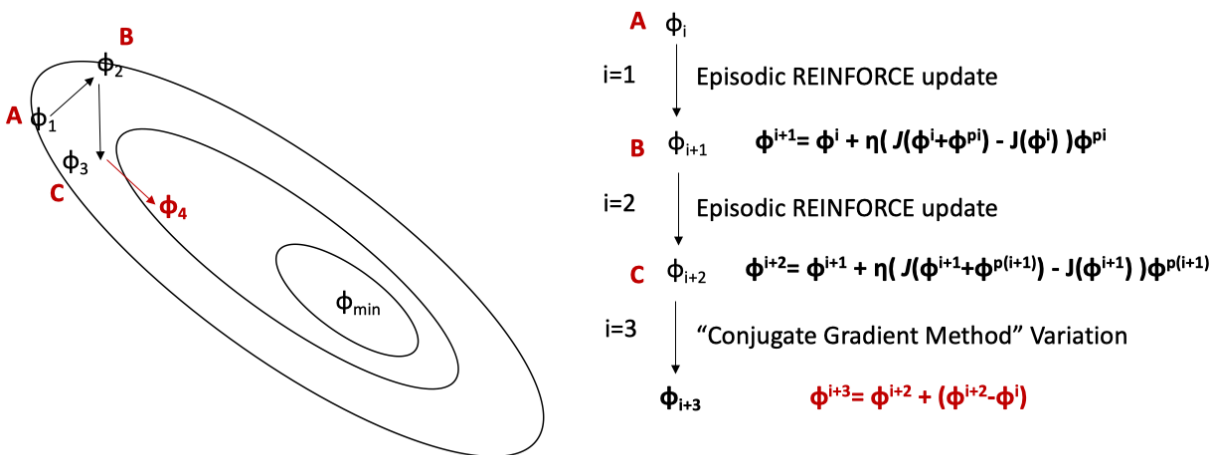 B
ϕ₂
A ϕ₁
ϕ₃
C
ϕ₄
ϕmin
A ϕᵢ
i=1 Episodic REINFORCE update
B ϕi+1 ϕⁱ⁺¹= ϕⁱ + η( J(ϕⁱ+ϕᵖⁱ) - J(ϕⁱ) )ϕᵖⁱ
i=2 Episodic REINFORCE update
C ϕi+2 ϕⁱ⁺²= ϕⁱ⁺¹ + η( J(ϕⁱ⁺¹+ϕᵖ⁽ⁱ⁺¹⁾) - J(ϕⁱ⁺¹) )ϕᵖ⁽ⁱ⁺¹⁾
i=3 “Conjugate Gradient Method” Variation
ϕi+3 ϕⁱ⁺³= ϕⁱ⁺² + (ϕⁱ⁺²-ϕⁱ)